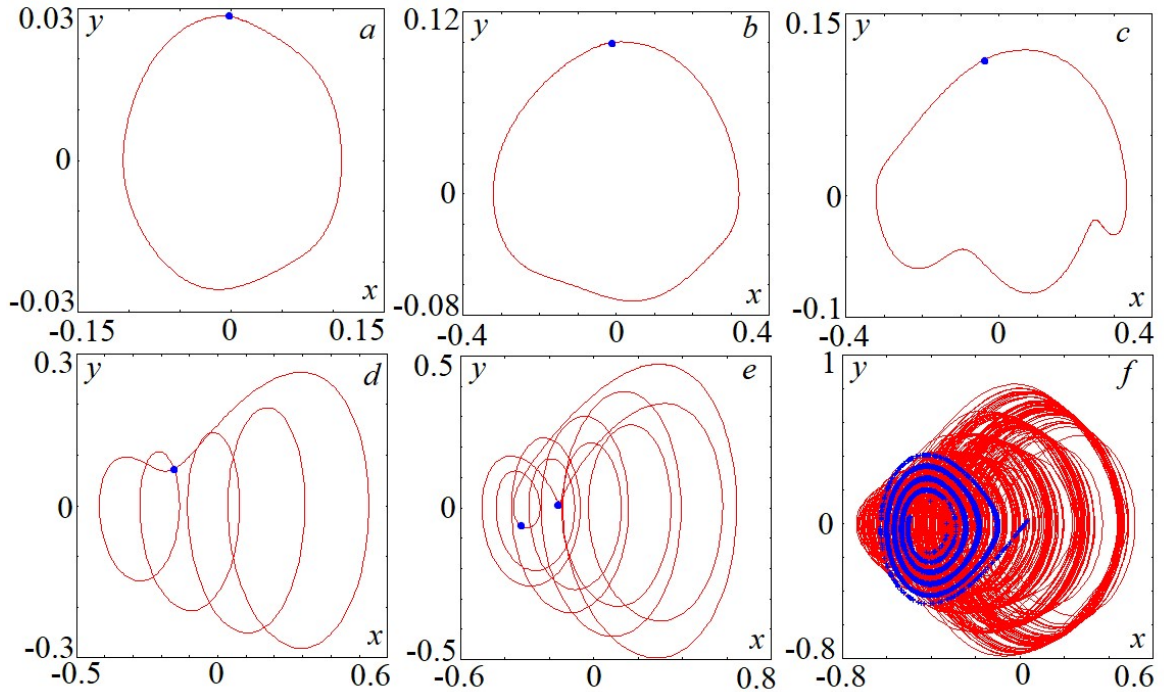 0.03 y a
0
-0.03 x
-0.15 0 0.15
0.12 y b
0
-0.08 x
-0.4 0 0.4
0.15 y c
0
-0.1 x
-0.4 0 0.4
0.3 y d
0
-0.3 x
-0.5 0 0.6
0.5 y e
0
-0.5 x
-0.6 0 0.8
1 y f
0
-0.8 x
-0.8 0 0.6